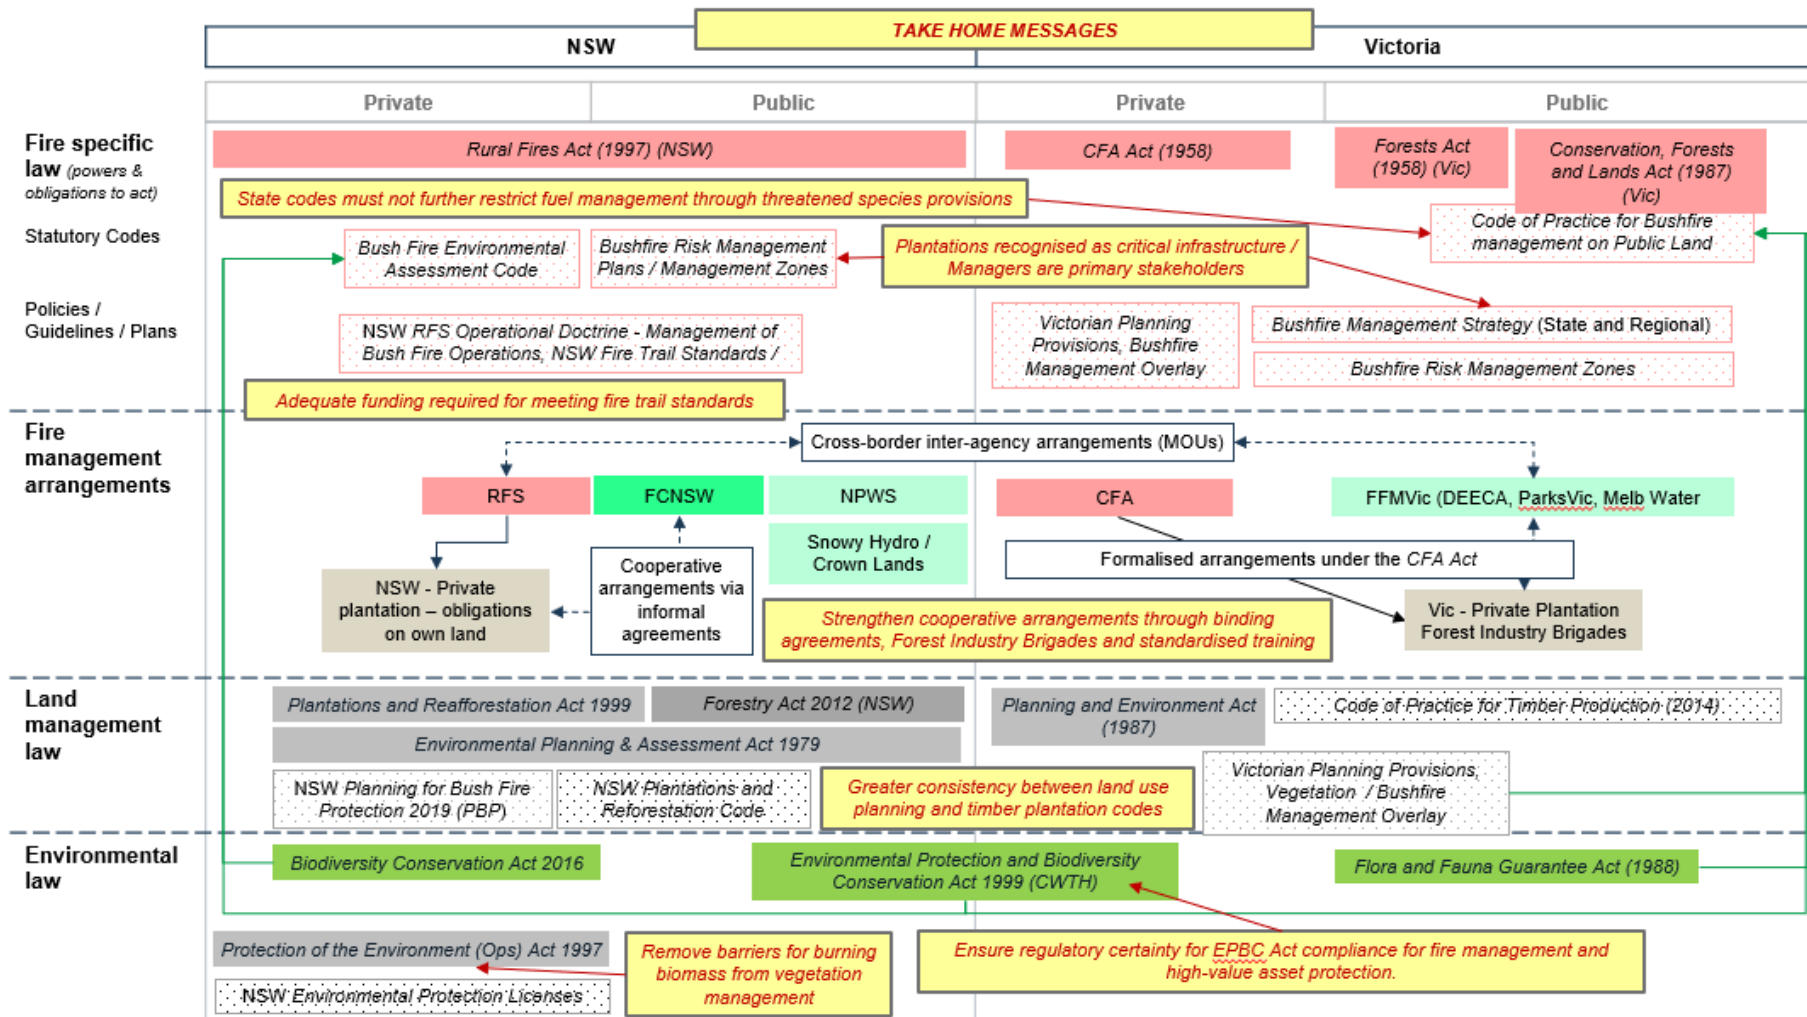 TAKE HOME MESSAGES
NSW
Victoria
Private
Public
Private
Public
Fire specific
law (powers &
obligations to act)
Rural Fires Act (1997) (NSW)
CFA Act (1958)
Forests Act
(1958) (Vic)
Conservation, Forests
and Lands Act (1987)
(Vic)
State codes must not further restrict fuel management through threatened species provisions
Statutory Codes
Bush Fire Environmental
Assessment Code
Bushfire Risk Management
Plans / Management Zones
Plantations recognised as critical infrastructure /
Managers are primary stakeholders
Code of Practice for Bushfire
management on Public Land
Policies /
Guidelines / Plans
NSW RFS Operational Doctrine - Management of
Bush Fire Operations, NSW Fire Trail Standards /
Victorian Planning
Provisions, Bushfire
Management Overlay
Bushfire Management Strategy (State and Regional)
Bushfire Risk Management Zones
Adequate funding required for meeting fire trail standards
Fire
management
arrangements
Cross-border inter-agency arrangements (MOUs)
RFS
FCNSW
NPWS
CFA
FFMVic (DEECA, ParksVic, Melb Water
Snowy Hydro /
Crown Lands
Cooperative
arrangements via
informal
agreements
Formalised arrangements under the CFA Act
NSW - Private
plantation – obligations
on own land
Strengthen cooperative arrangements through binding
agreements, Forest Industry Brigades and standardised training
Vic - Private Plantation
Forest Industry Brigades
Land
management
law
Plantations and Reafforestation Act 1999
Forestry Act 2012 (NSW)
Planning and Environment Act
(1987)
Code of Practice for Timber Production (2014)
Environmental Planning & Assessment Act 1979
NSW Planning for Bush Fire
Protection 2019 (PBP)
NSW Plantations and
Reforestation Code
Greater consistency between land use
planning and timber plantation codes
Victorian Planning Provisions,
Vegetation / Bushfire
Management Overlay
Environmental
law
Biodiversity Conservation Act 2016
Environmental Protection and Biodiversity
Conservation Act 1999 (CWTH)
Flora and Fauna Guarantee Act (1988)
Protection of the Environment (Ops) Act 1997
NSW Environmental Protection Licenses
Remove barriers for burning
biomass from vegetation
management
Ensure regulatory certainty for EPBC Act compliance for fire management and
high-value asset protection.